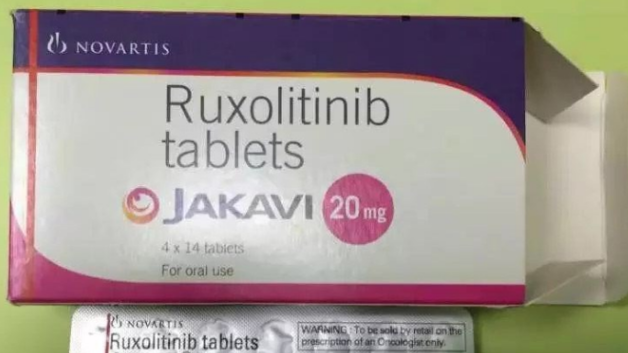 NOVARTIS
Ruxolitinib
tablets
JAKAVI 20 mg
4 x 14 tablets
For oral use
NOVARTIS
Ruxolitinib tablets
WARNING : To be sold by retail on the
prescription of an Oncologist only.